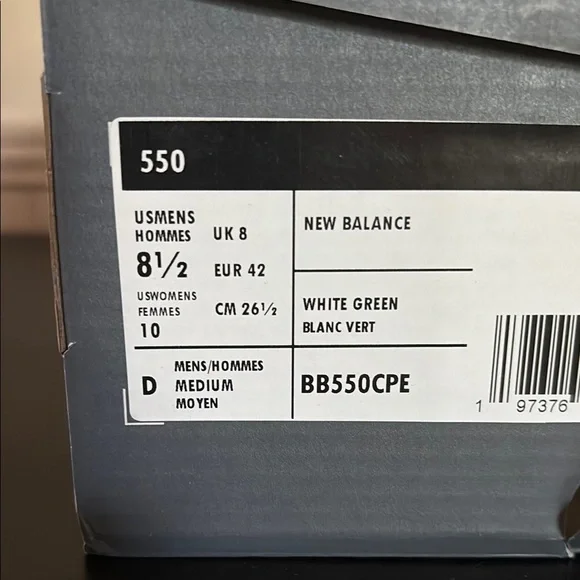 550
USMENS
HOMMES
8½
USWOMENS
FEMMES
10
UK 8
EUR 42
CM 26½
NEW BALANCE
WHITE GREEN
BLANC VERT
D
MENS/HOMMES
MEDIUM
MOYEN
BB550CPE
1 97376